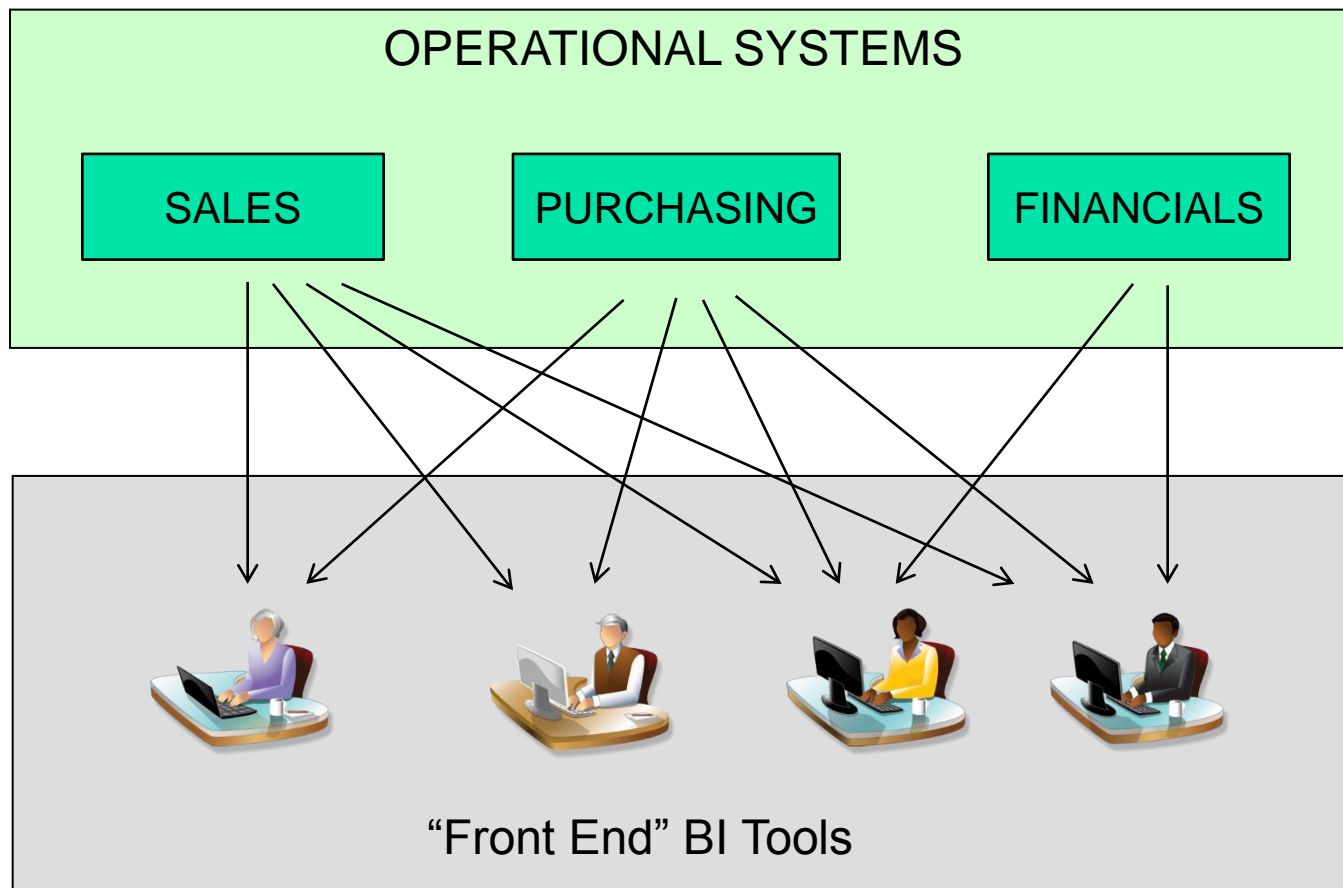 OPERATIONAL SYSTEMS
SALES
PURCHASING
FINANCIALS
“Front End” BI Tools